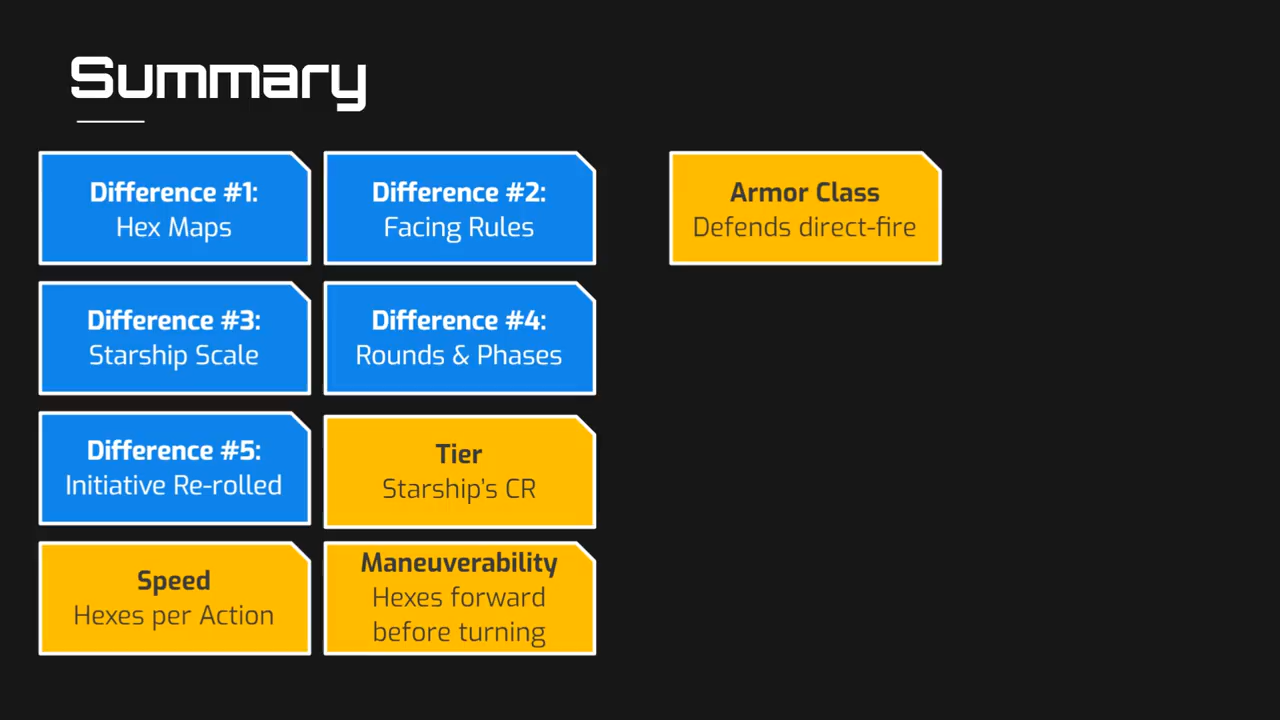 Summary
Difference #1:
Hex Maps
Difference #2:
Facing Rules
Difference #3:
Starship Scale
Difference #4:
Rounds & Phases
Difference #5:
Initiative Re-rolled
Tier
Starship's CR
Speed
Hexes per Action
Maneuverability
Hexes forward
before turning
Armor Class
Defends direct-fire